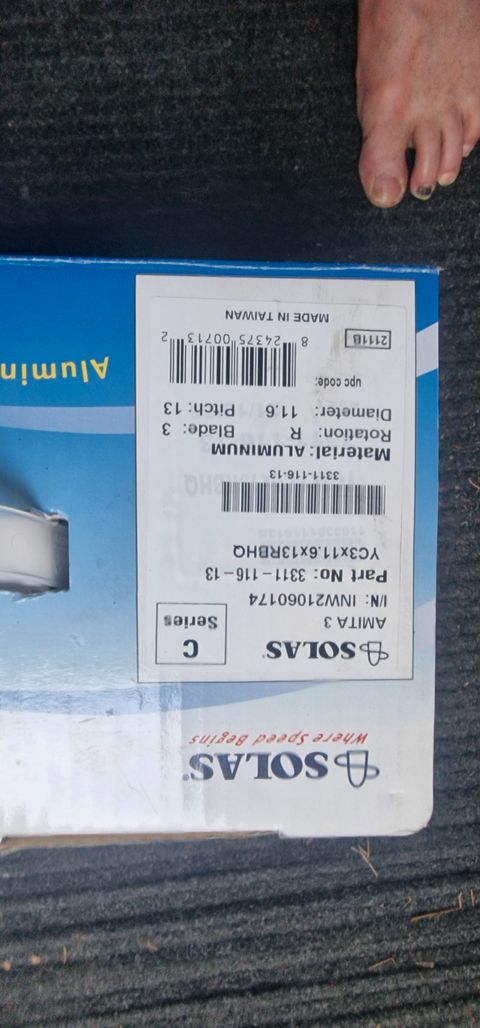 SOLAS
Where Speed Begins
SOLAS
AMITA 3
C
Series
I/N: INW21060174
Part No: 3311-116-13
YC3x11.6x13RBHQ
3311-116-13
Material: ALUMINUM
Rotation: R Blade: 3
Diameter: 11.6 Pitch: 13
upc code:
8 24375 00713 2
2111B
MADE IN TAIWAN
Alumin